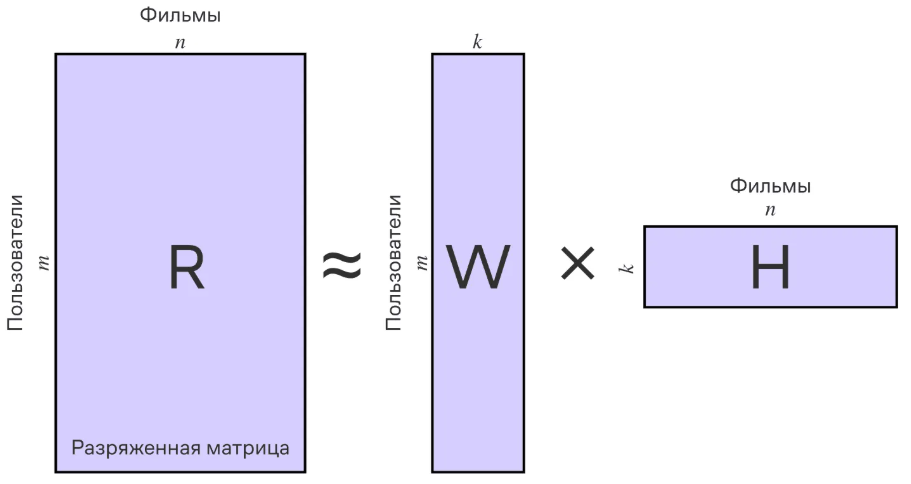 Фильмы
n
Пользователи
m
R
Разряженная матрица
≈
k
Пользователи
m
W
×
Фильмы
n
k
H